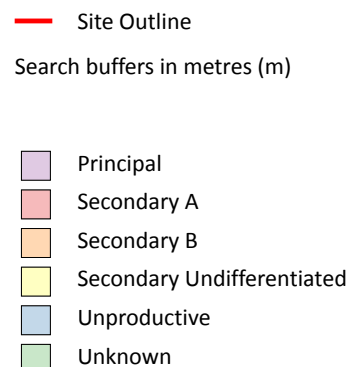 Site Outline
Search buffers in metres (m)
Principal
Secondary A
Secondary B
Secondary Undifferentiated
Unproductive
Unknown